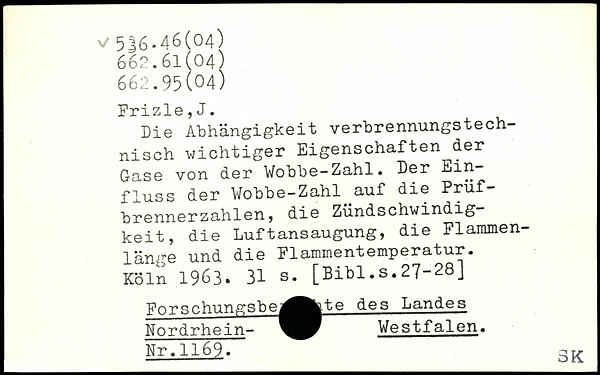 536.46(04)
662.61(04)
662.95(04)
Frizle,J.
Die Abhängigkeit verbrennungstech-
nisch wichtiger Eigenschaften der
Gase von der Wobbe-Zahl. Der Ein-
fluss der Wobbe-Zahl auf die Prüf-
brennerzahlen, die Zündschwindig-
keit, die Luftansaugung, die Flammen-
länge und die Flammentemperatur.
Köln 1963. 31 s. [Bibl.s.27-28]
des Landes
Nordrhein- Westfalen.
Nr.1169.
SK